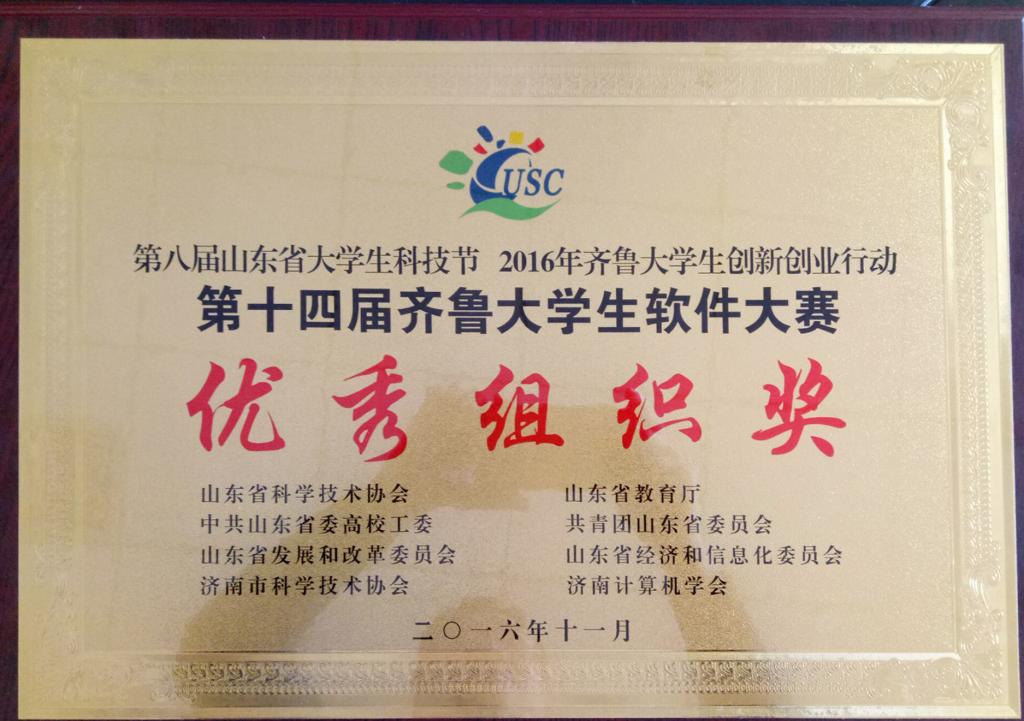 USC
第八届山东省大学生科技节 2016年齐鲁大学生创新创业行动
第十四届齐鲁大学生软件大赛
优秀组织奖
山东省科学技术协会 山东省教育厅
中共山东省委高校工委 共青团山东省委员会
山东省发展和改革委员会 山东省经济和信息化委员会
济南市科学技术协会 济南计算机学会
二〇一六年十一月